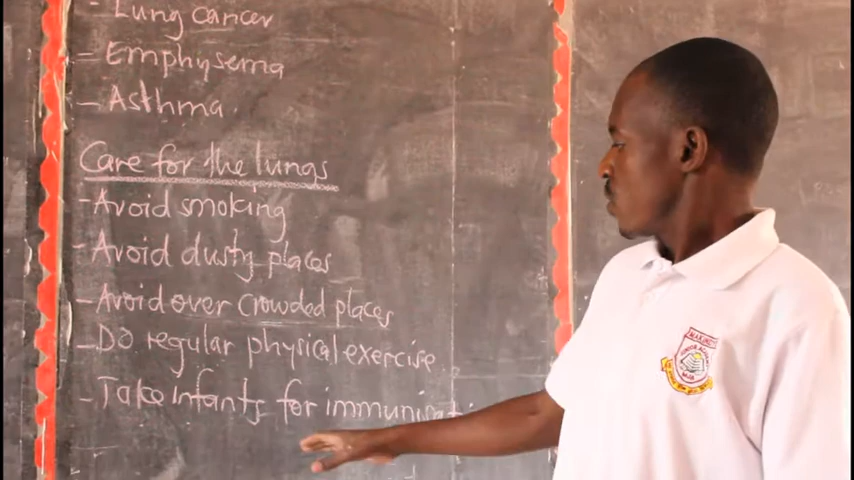 - Lung cancer
- Emphysema
- Asthma
Care for the lungs
- Avoid smoking
- Avoid dusty places
- Avoid over crowded places
- Do regular physical exercise
- Take infants for
JUNIOR